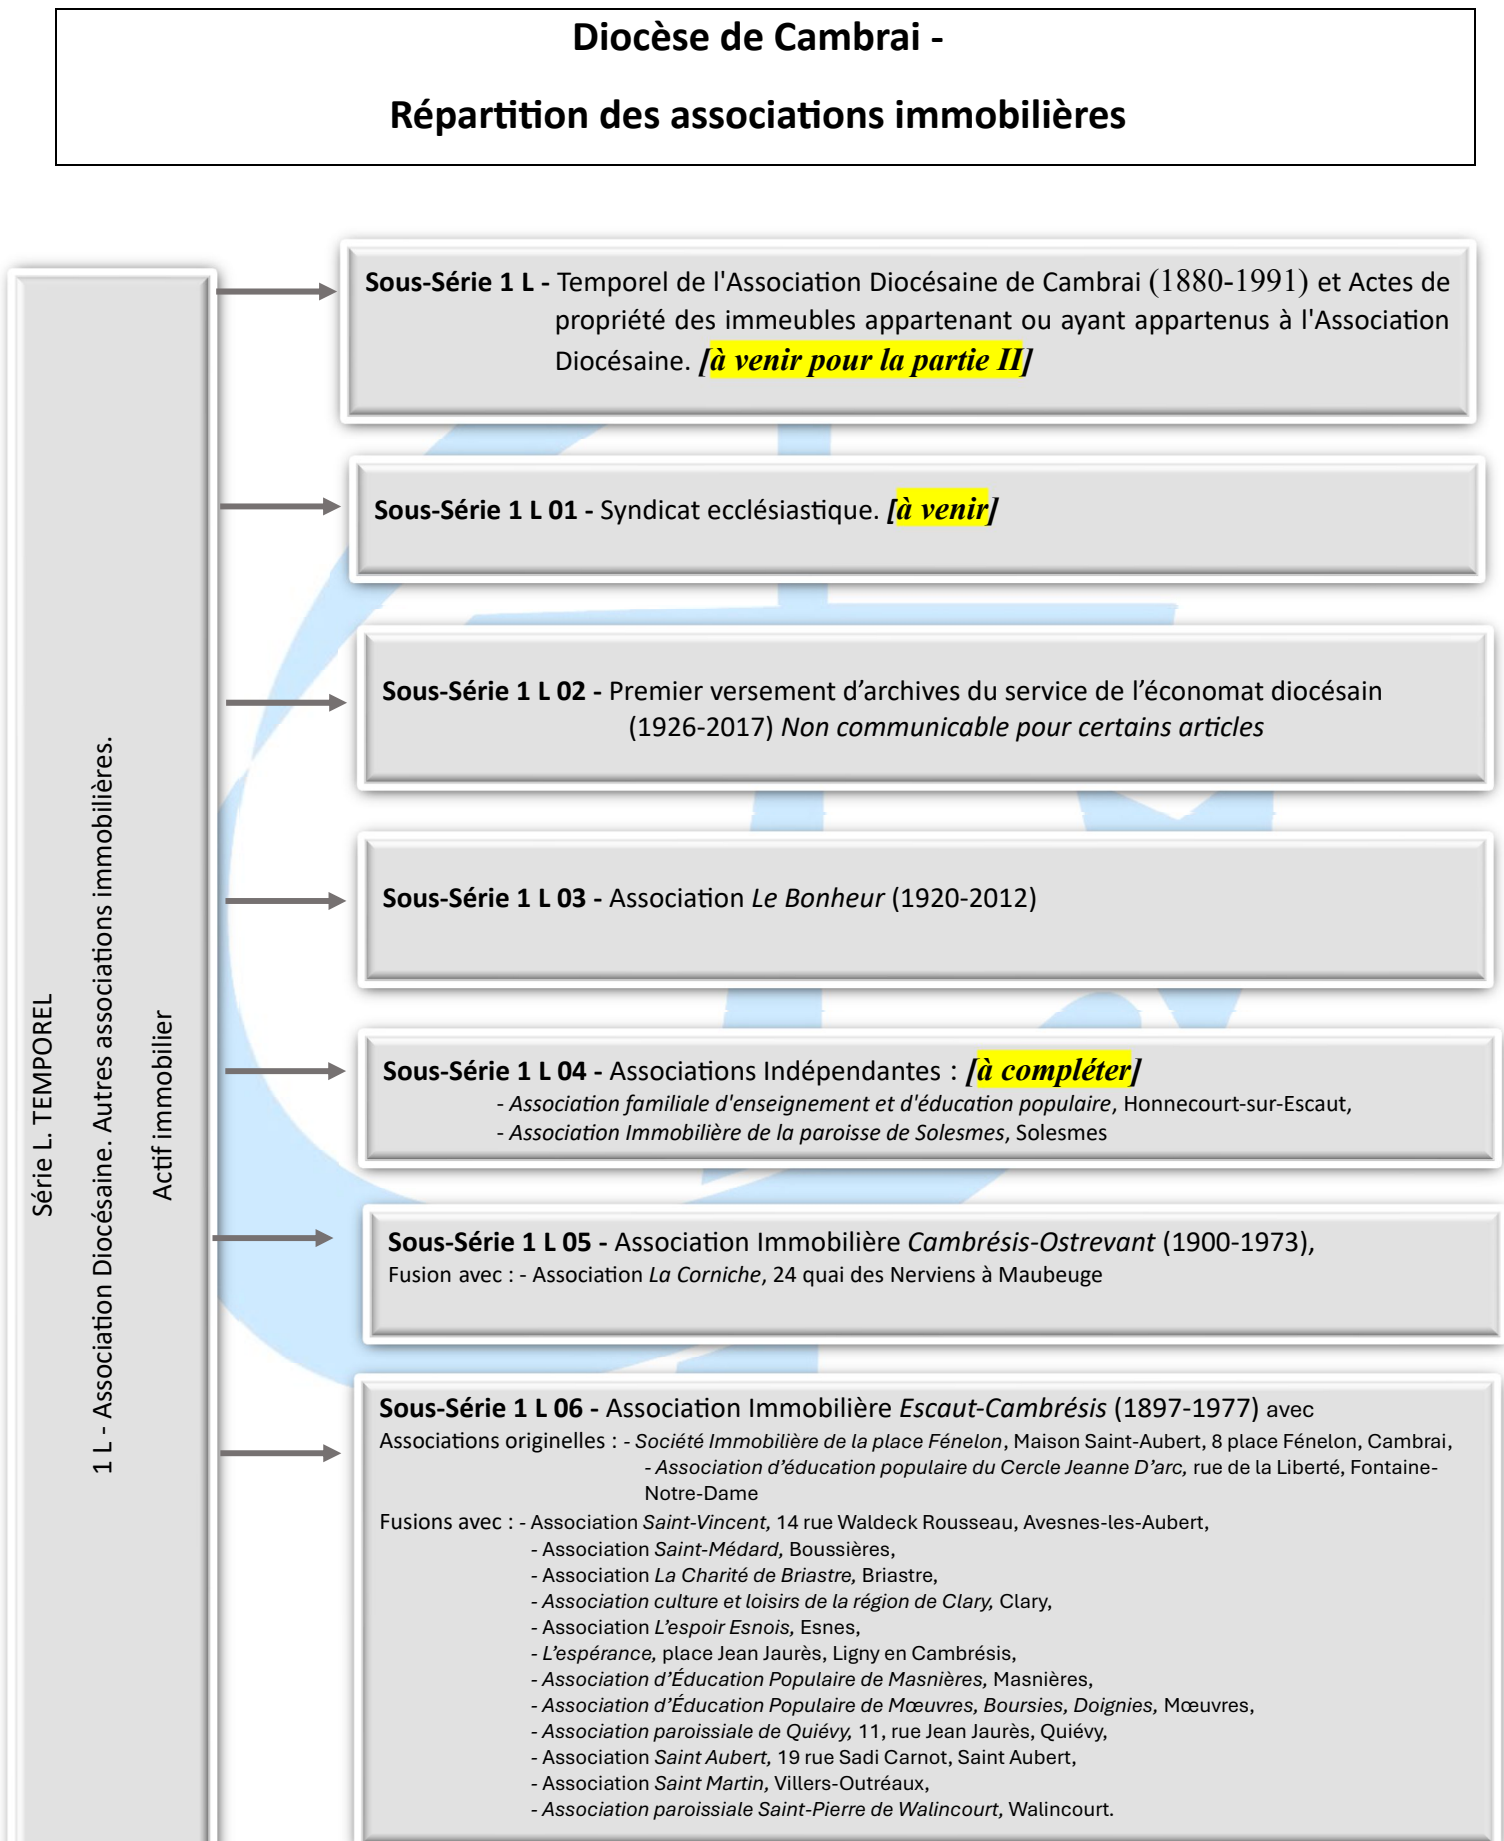 Diocèse de Cambrai -
Répartition des associations immobilières
Série L. TEMPOREL
1 L - Association Diocésaine. Autres associations immobilières.
Actif immobilier
Sous-Série 1 L - Temporel de l'Association Diocésaine de Cambrai (1880-1991) et Actes de
propriété des immeubles appartenant ou ayant appartenus à l'Association
Diocésaine. [à venir pour la partie II]
Sous-Série 1 L 01 - Syndicat ecclésiastique. [à venir]
Sous-Série 1 L 02 - Premier versement d’archives du service de l’économat diocésain
(1926-2017) Non communicable pour certains articles
Sous-Série 1 L 03 - Association Le Bonheur (1920-2012)
Sous-Série 1 L 04 - Associations Indépendantes : [à compléter]
- Association familiale d'enseignement et d'éducation populaire, Honnecourt-sur-Escaut,
- Association Immobilière de la paroisse de Solesmes, Solesmes
Sous-Série 1 L 05 - Association Immobilière Cambrésis-Ostrevant (1900-1973),
Fusion avec : - Association La Corniche, 24 quai des Nerviens à Maubeuge
Sous-Série 1 L 06 - Association Immobilière Escaut-Cambrésis (1897-1977) avec
Associations originelles : - Société Immobilière de la place Fénelon, Maison Saint-Aubert, 8 place Fénelon, Cambrai,
- Association d’éducation populaire du Cercle Jeanne D’arc, rue de la Liberté, Fontaine-
Notre-Dame
Fusions avec : - Association Saint-Vincent, 14 rue Waldeck Rousseau, Avesnes-les-Aubert,
- Association Saint-Médard, Boussières,
- Association La Charité de Briastre, Briastre,
- Association culture et loisirs de la région de Clary, Clary,
- Association L’espoir Esnois, Esnes,
- L’espérance, place Jean Jaurès, Ligny en Cambrésis,
- Association d’Éducation Populaire de Masnières, Masnières,
- Association d’Éducation Populaire de Mœuvres, Boursies, Doignies, Mœuvres,
- Association paroissiale de Quiévy, 11, rue Jean Jaurès, Quiévy,
- Association Saint Aubert, 19 rue Sadi Carnot, Saint Aubert,
- Association Saint Martin, Villers-Outréaux,
- Association paroissiale Saint-Pierre de Walincourt, Walincourt.